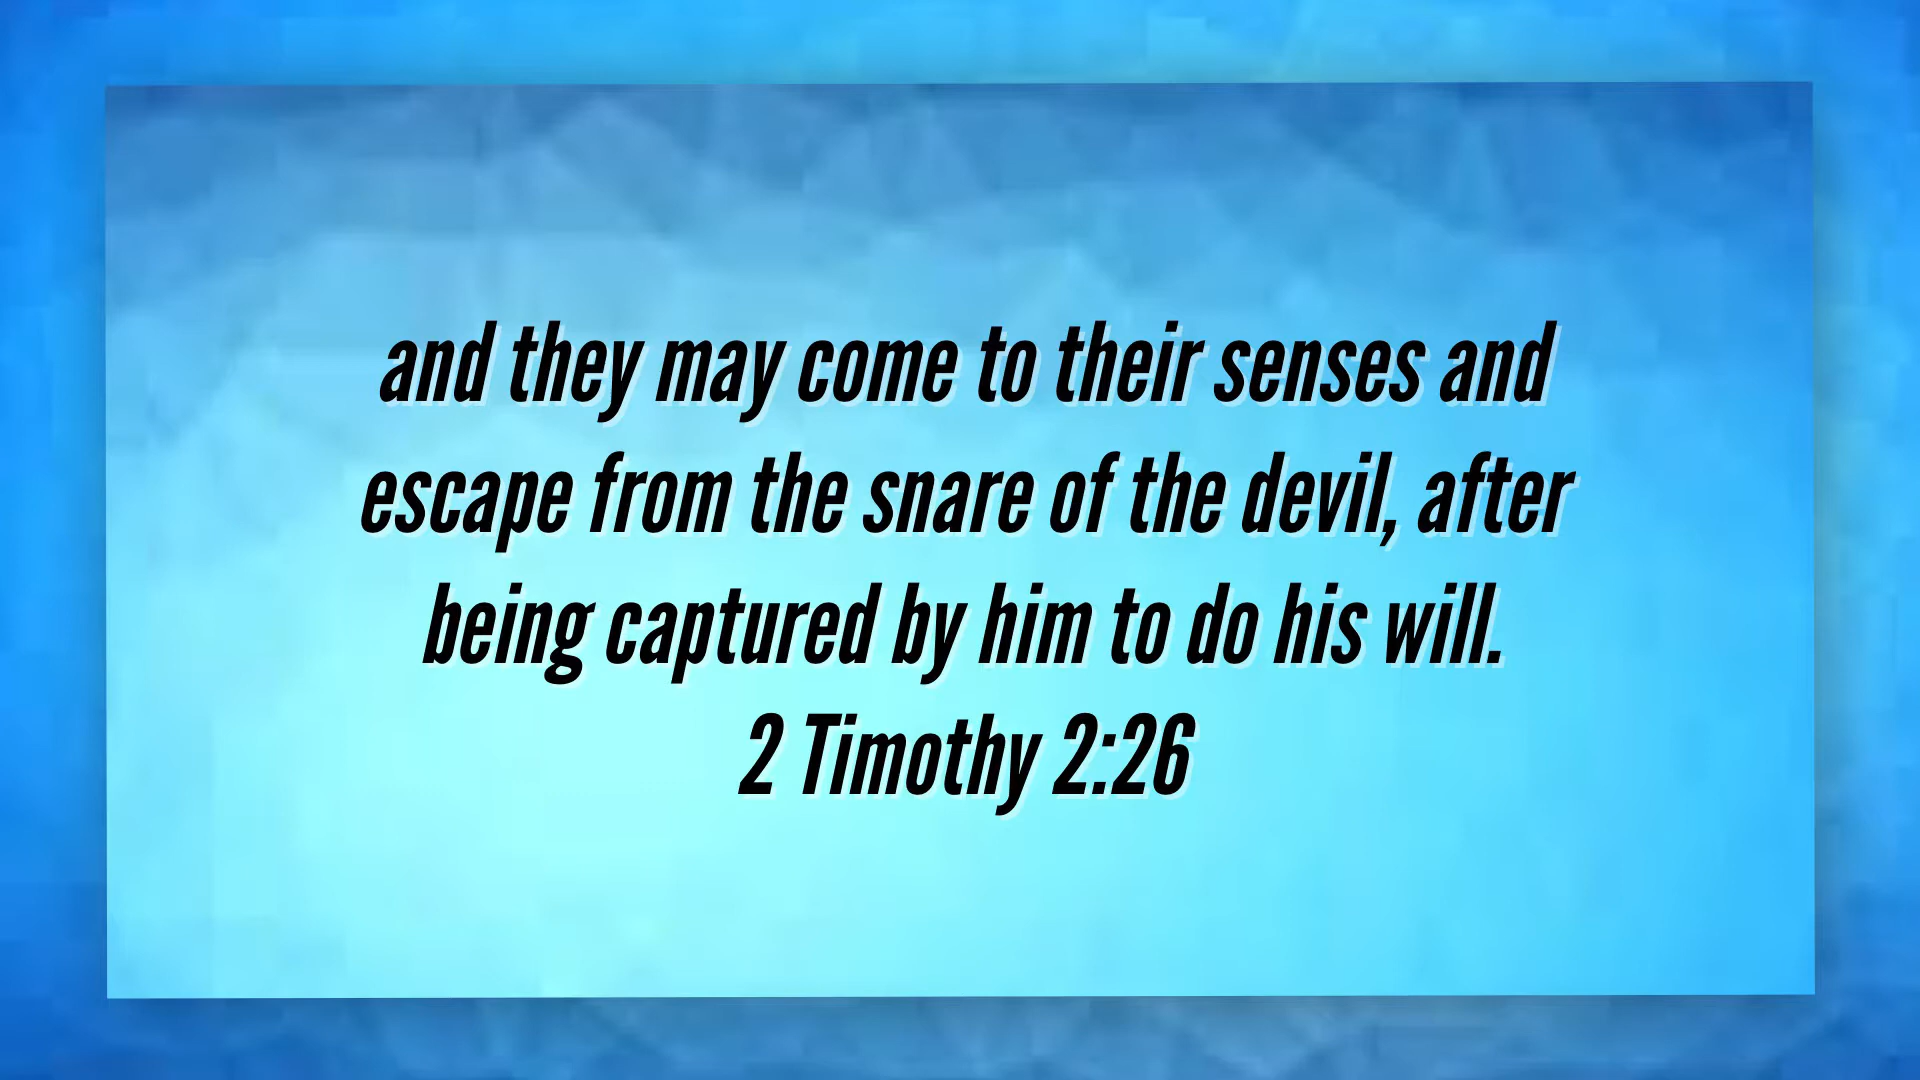 and they may come to their senses and
escape from the snare of the devil, after
being captured by him to do his will.
2 Timothy 2:26